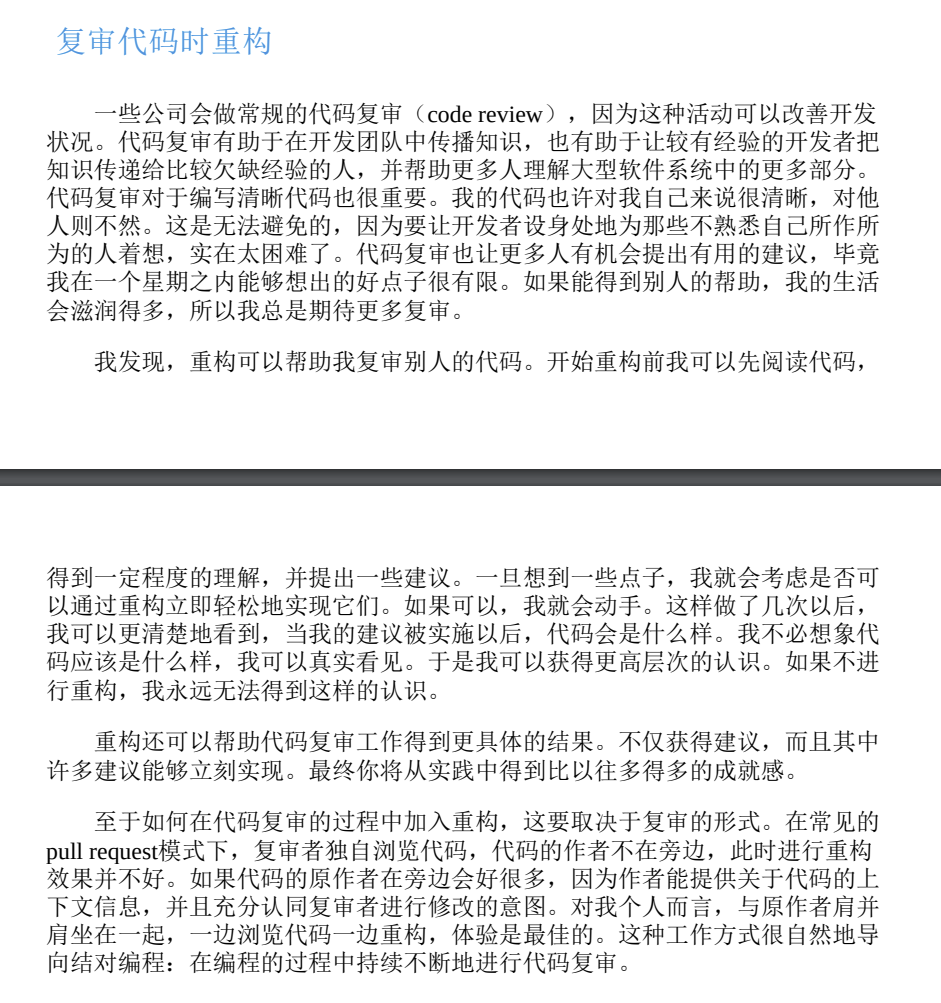 复审代码时重构
一些公司会做常规的代码复审（code review），因为这种活动可以改善开发
状况。代码复审有助于在开发团队中传播知识，也有助于让较有经验的开发者把
知识传递给比较欠缺经验的人，并帮助更多人理解大型软件系统中的更多部分。
代码复审对于编写清晰代码也很重要。我的代码也许对我自己来说很清晰，对他
人则不然。这是无法避免的，因为要让开发者设身处地为那些不熟悉自己所作所
为的人着想，实在太困难了。代码复审也让更多人有机会提出有用的建议，毕竟
我在一个星期之内能够想出的好点子很有限。如果能得到别人的帮助，我的生活
会滋润得多，所以我总是期待更多复审。
我发现，重构可以帮助我复审别人的代码。开始重构前我可以先阅读代码，
得到一定程度的理解，并提出一些建议。一旦想到一些点子，我就会考虑是否可
以通过重构立即轻松地实现它们。如果可以，我就会动手。这样做了几次以后，
我可以更清楚地看到，当我的建议被实施以后，代码会是什么样。我不必想象代
码应该是什么样，我可以真实看见。于是我可以获得更高层次的认识。如果不进
行重构，我永远无法得到这样的认识。
重构还可以帮助代码复审工作得到更具体的结果。不仅获得建议，而且其中
许多建议能够立刻实现。最终你将从实践中得到比以往多得多的成就感。
至于如何在代码复审的过程中加入重构，这要取决于复审的形式。在常见的
pull request模式下，复审者独自浏览代码，代码的作者不在旁边，此时进行重构
效果并不好。如果代码的原作者在旁边会好很多，因为作者能提供关于代码的上
下文信息，并且充分认同复审者进行修改的意图。对我个人而言，与原作者肩并
肩坐在一起，一边浏览代码一边重构，体验是最佳的。这种工作方式很自然地导
向结对编程：在编程的过程中持续不断地进行代码复审。